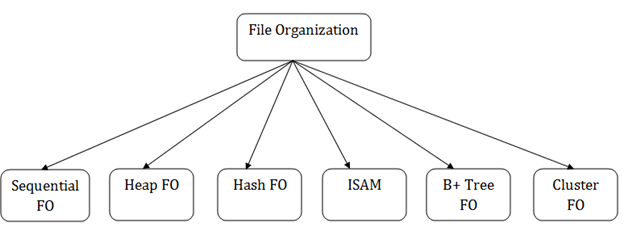 File Organization
Sequential
FO
Heap FO
Hash FO
ISAM
B+ Tree
FO
Cluster
FO